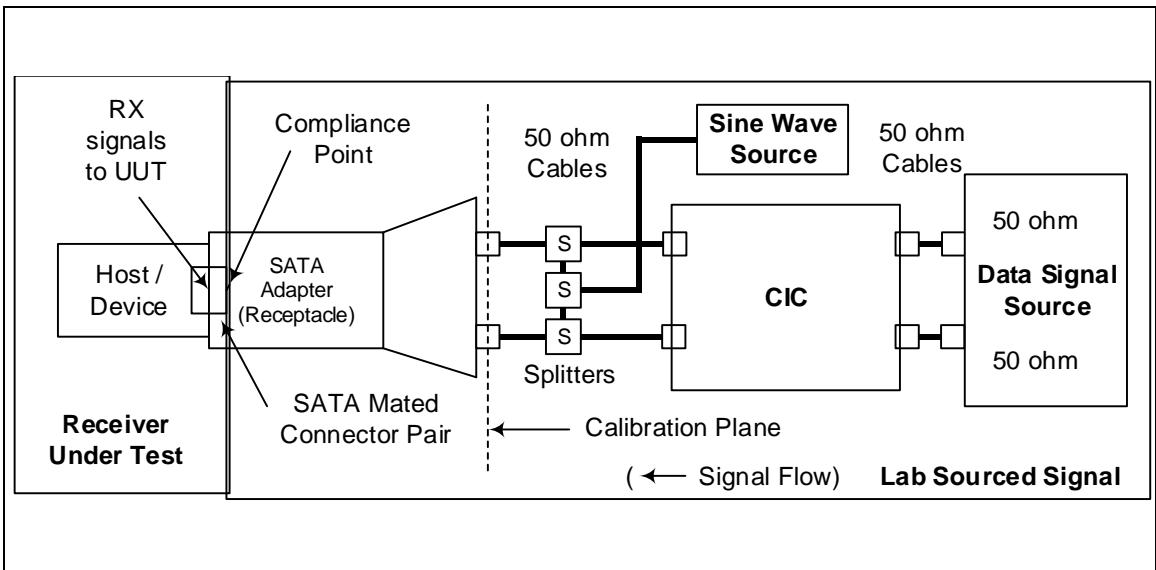 RX
signals
to UUT
Compliance
Point
50 ohm
Cables
Sine Wave
Source
50 ohm
Cables
Host /
Device
SATA
Adapter
(Receptacle)
S
S
S
Splitters
CIC
50 ohm
Data Signal
Source
50 ohm
SATA Mated
Connector Pair
Calibration Plane
Receiver
Under Test
( Signal Flow)
Lab Sourced Signal